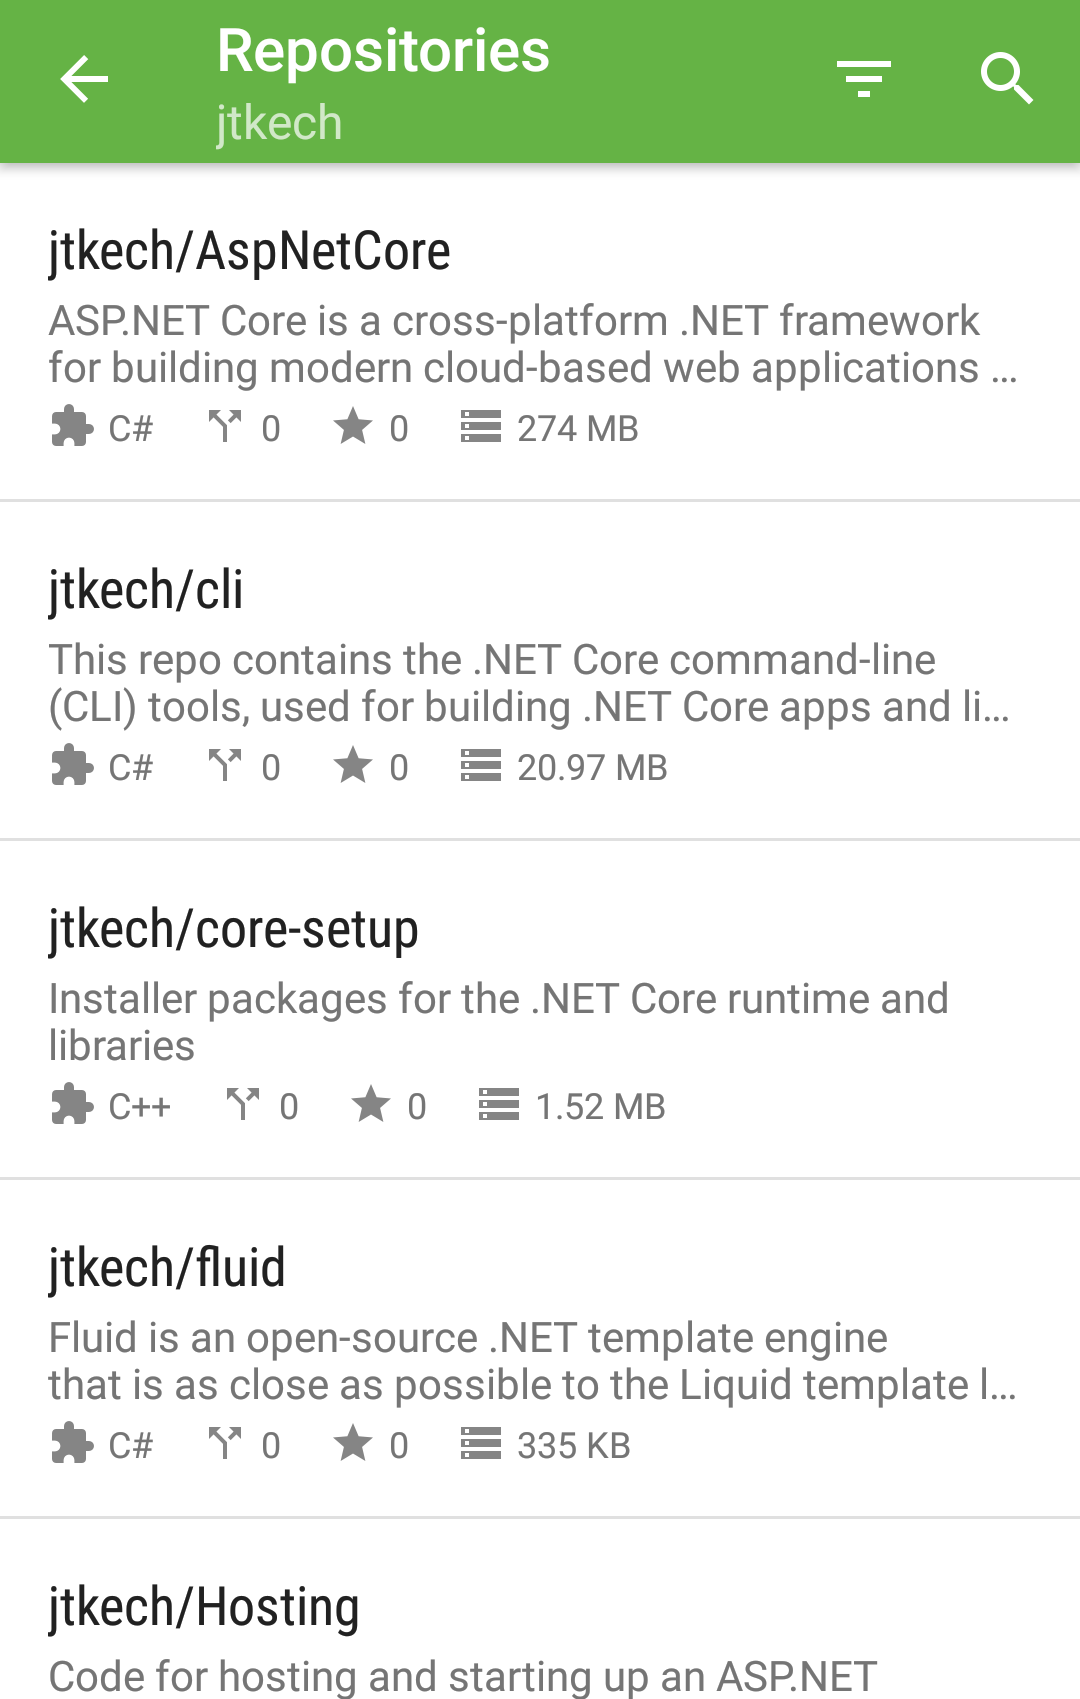 Repositories
jtkech
jtkech/AspNetCore
ASP.NET Core is a cross-platform .NET framework
for building modern cloud-based web applications ...
C# 0 0 274 MB
jtkech/cli
This repo contains the .NET Core command-line
(CLI) tools, used for building .NET Core apps and li...
C# 0 0 20.97 MB
jtkech/core-setup
Installer packages for the .NET Core runtime and
libraries
C++ 0 0 1.52 MB
jtkech/fluid
Fluid is an open-source .NET template engine
that is as close as possible to the Liquid template l...
C# 0 0 335 KB
jtkech/Hosting
Code for hosting and starting up an ASP.NET